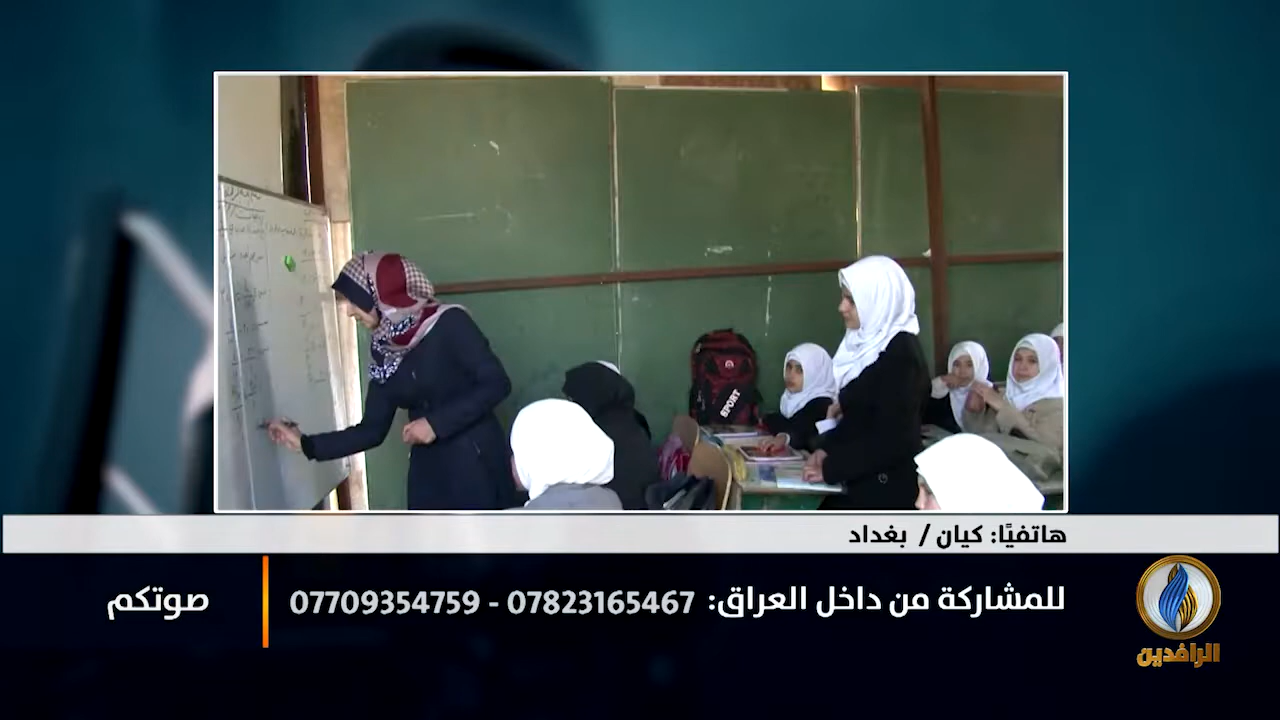 SPORT
هاتفيًا: كيان / بغداد
للمشاركة من داخل العراق: 07823165467 - 07709354759
صوتكم
الرافدين